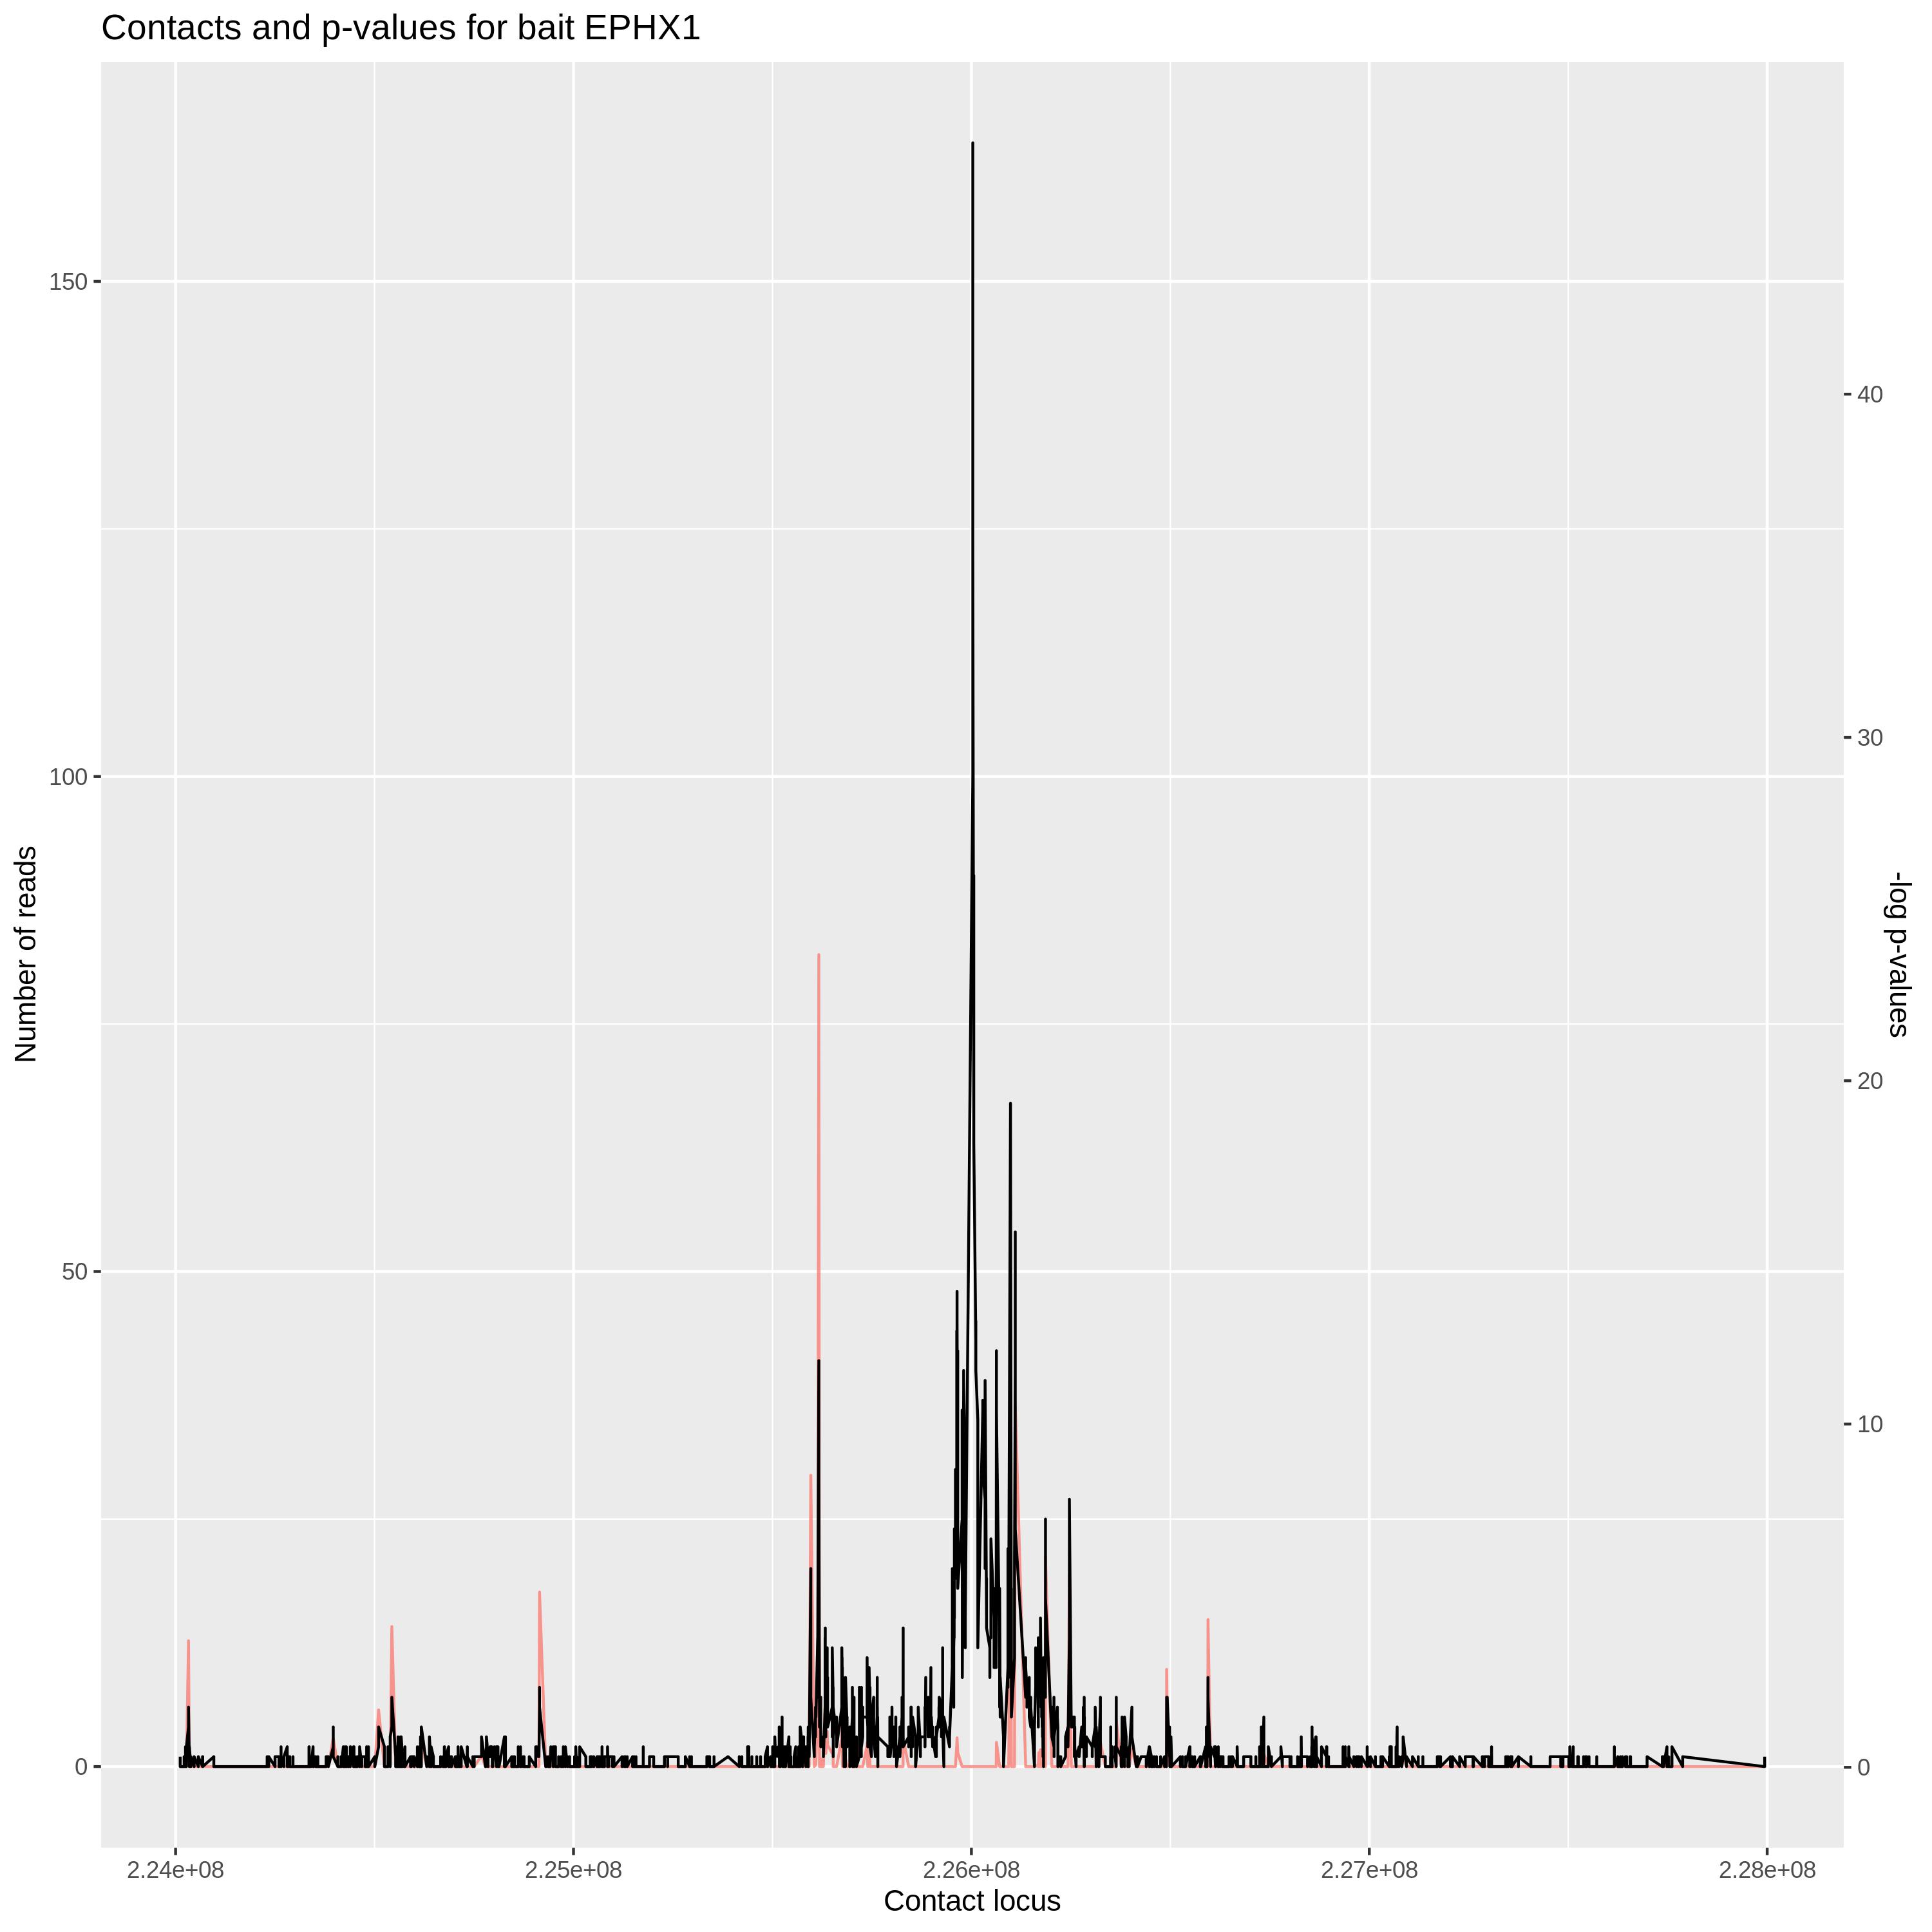 Contacts and p-values for bait EPHX1
Number of reads
150
100
50
0
40
30
20
10
0
-log p-values
2.24e+08
2.25e+08
2.26e+08
2.27e+08
2.28e+08
Contact locus